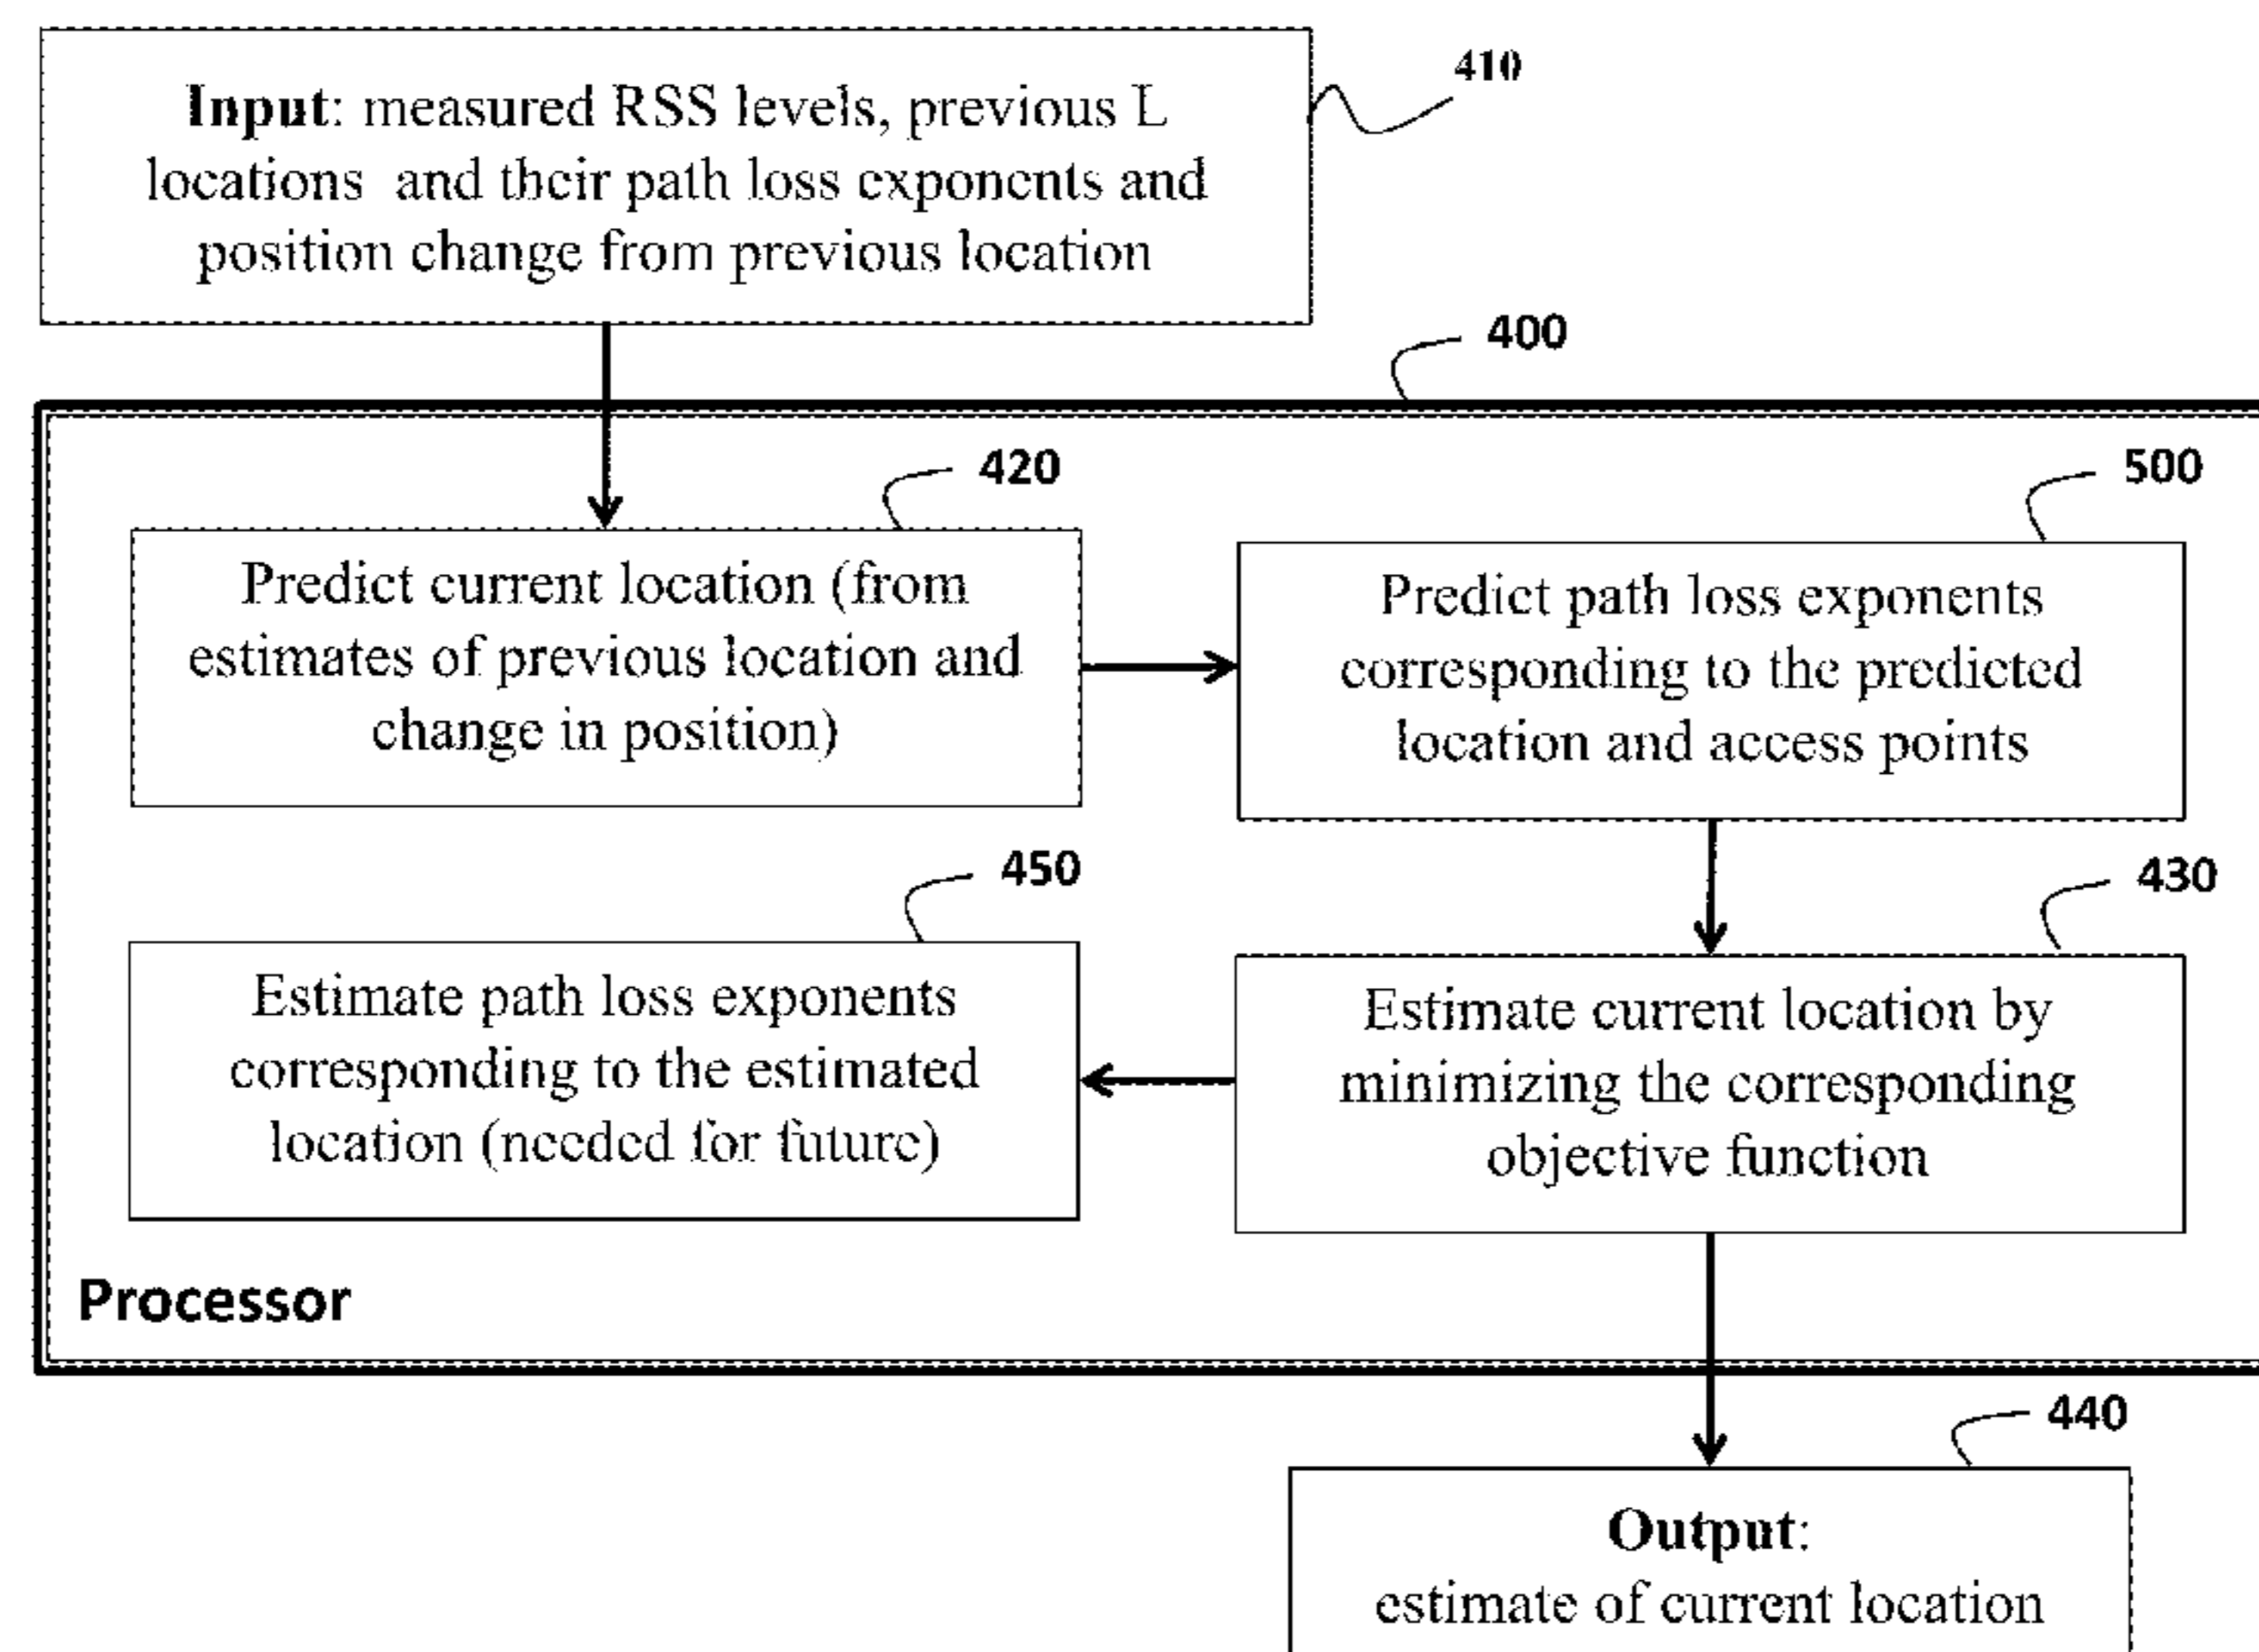 410
Input: measured RSS levels, previous L
locations and their path loss exponents and
position change from previous location
400
420
Predict current location (from
estimates of previous location and
change in position)
500
Predict path loss exponents
corresponding to the predicted
location and access points
450
Estimate path loss exponents
corresponding to the estimated
location (needed for future)
430
Estimate current location by
minimizing the corresponding
objective function
Processor
440
Output:
estimate of current location